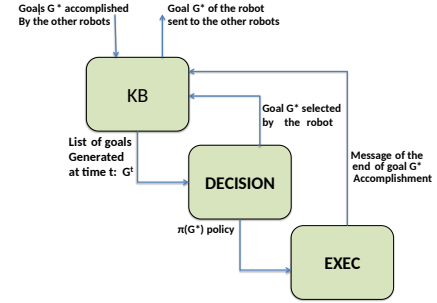 Goals G* accomplished
By the other robots
Goal G* of the robot
sent to the other robots
KB
Goal G* selected
by the robot
List of goals
Generated
at time t: Gᵗ
DECISION
Message of the
end of goal G*
Accomplishment
π(G*) policy
EXEC